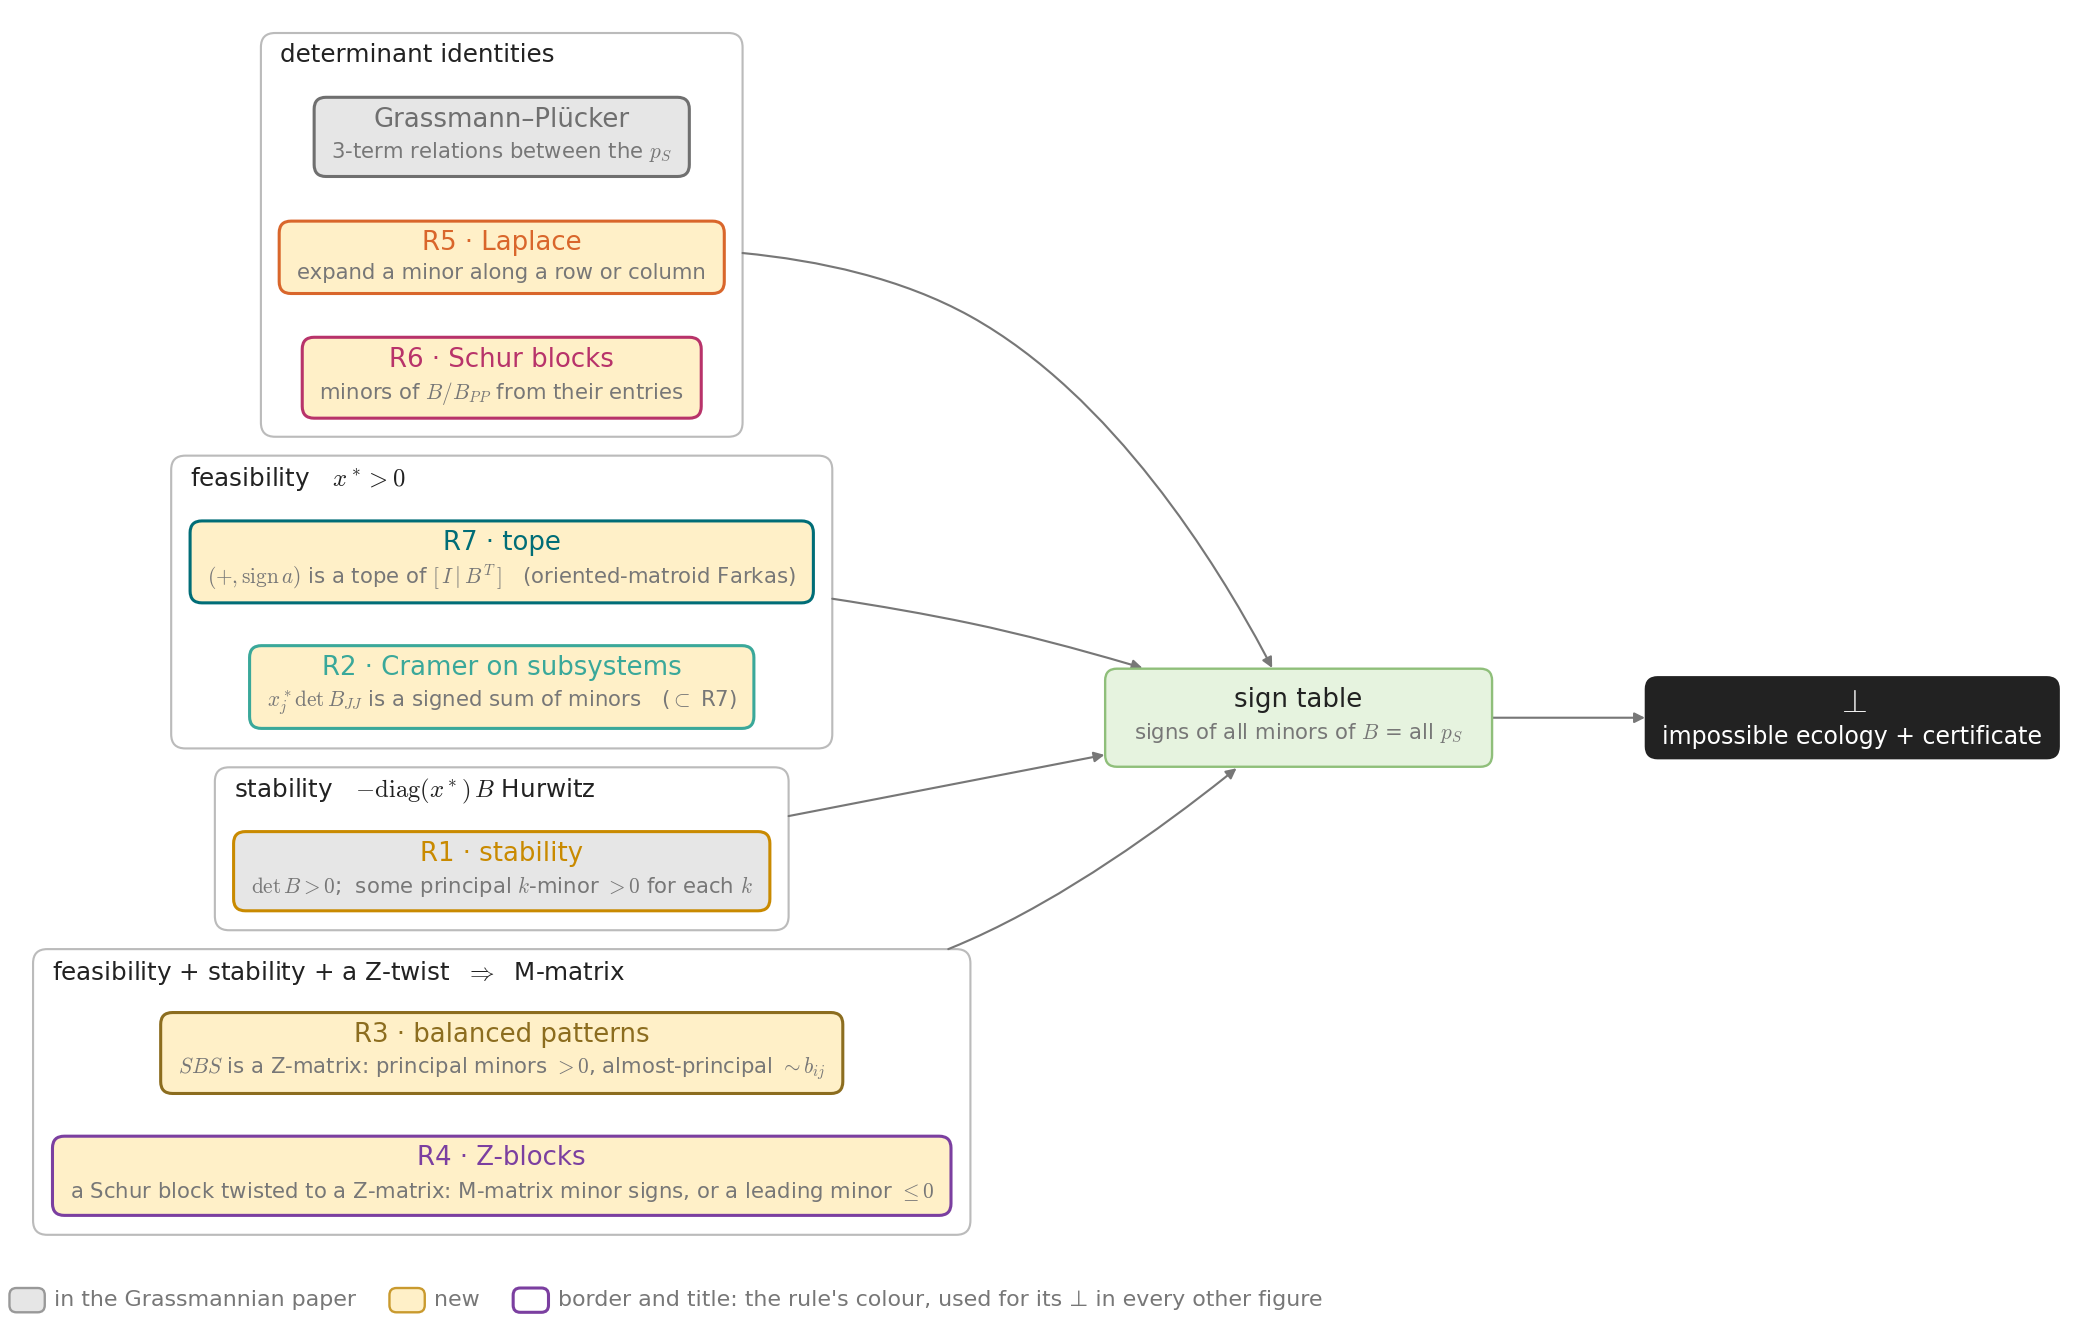 determinant identities
Grassmann–Plücker
3-term relations between the p_S
R5 · Laplace
expand a minor along a row or column
R6 · Schur blocks
minors of B/B_PP from their entries
feasibility x* > 0
R7 · tope
(+, sign a) is a tope of [I | B^T] (oriented-matroid Farkas)
R2 · Cramer on subsystems
x*_j det B_JJ is a signed sum of minors (⊂ R7)
stability −diag(x*) B Hurwitz
R1 · stability
det B > 0; some principal k-minor > 0 for each k
feasibility + stability + a Z-twist ⇒ M-matrix
R3 · balanced patterns
SBS is a Z-matrix: principal minors > 0, almost-principal ∼ b_ij
R4 · Z-blocks
a Schur block twisted to a Z-matrix: M-matrix minor signs, or a leading minor ≤ 0
sign table
signs of all minors of B = all p_S
⊥
impossible ecology + certificate
in the Grassmannian paper
new
border and title: the rule's colour, used for its ⊥ in every other figure